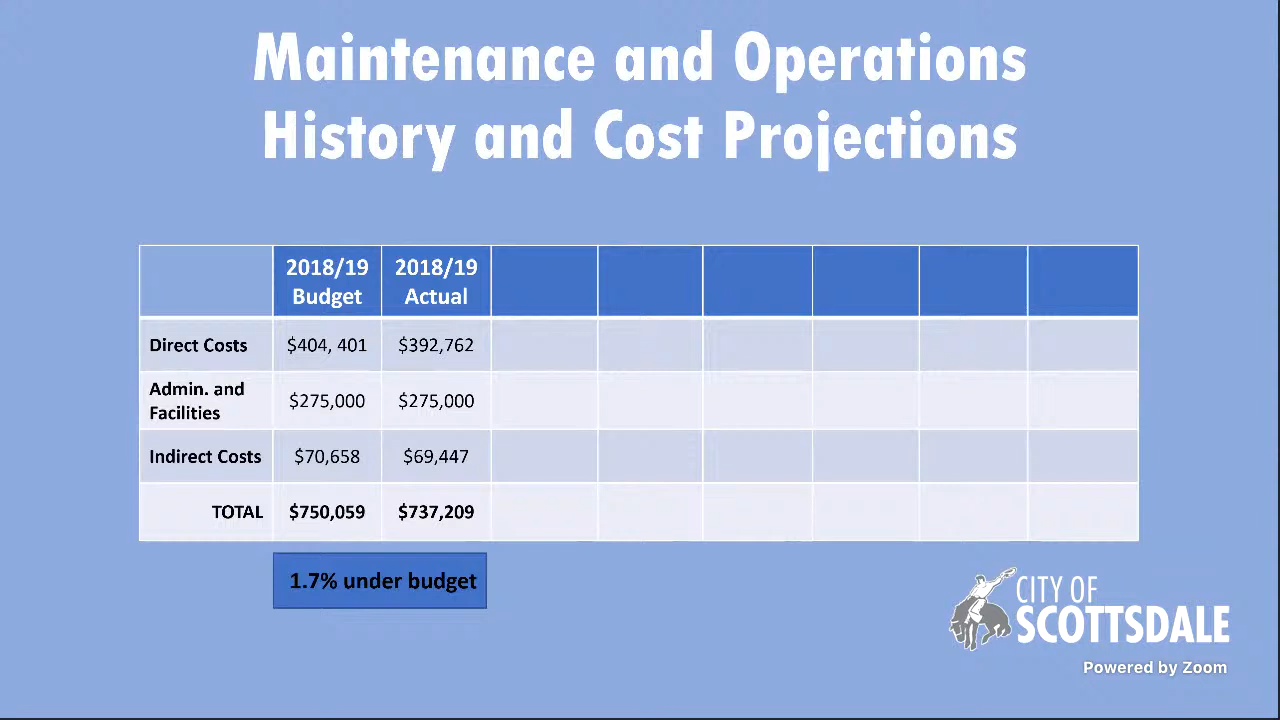 Maintenance and Operations
History and Cost Projections
2018/19 Budget 2018/19 Actual
Direct Costs $404, 401 $392,762
Admin. and Facilities $275,000 $275,000
Indirect Costs $70,658 $69,447
TOTAL $750,059 $737,209
1.7% under budget
CITY OF
SCOTTSDALE
Powered by Zoom